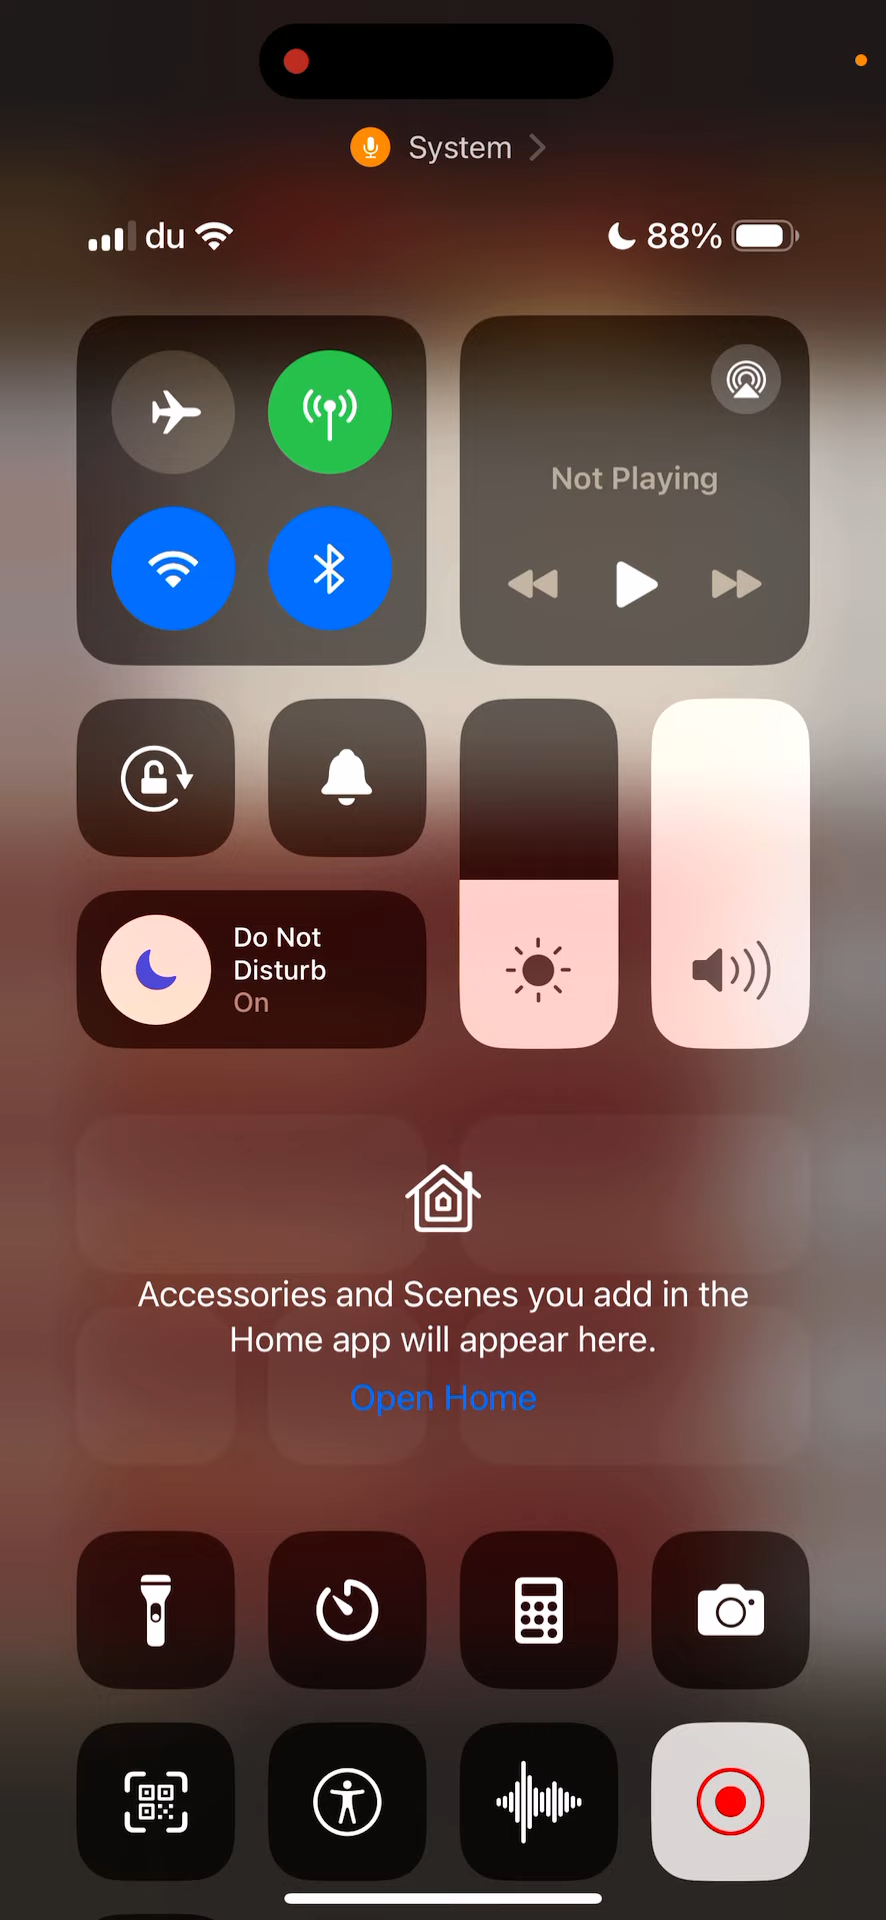 System
du
88%
Not Playing
Do Not
Disturb
On
Accessories and Scenes you add in the
Home app will appear here.
Open Home